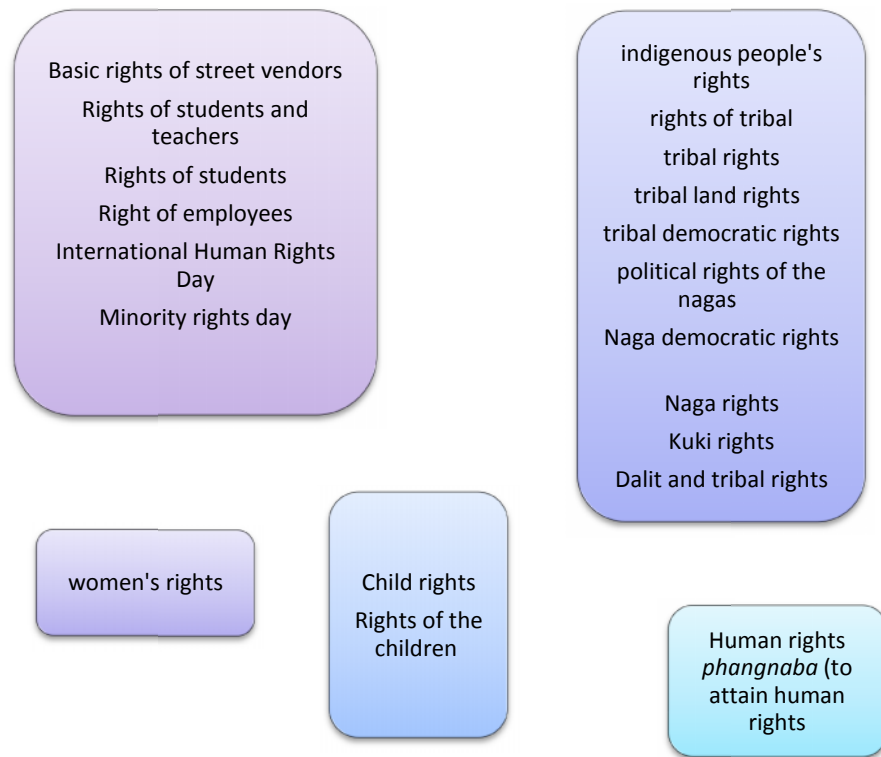 Basic rights of street vendors
Rights of students and
teachers
Rights of students
Right of employees
International Human Rights
Day
Minority rights day
indigenous people's
rights
rights of tribal
tribal rights
tribal land rights
tribal democratic rights
political rights of the
nagas
Naga democratic rights
Naga rights
Kuki rights
Dalit and tribal rights
women's rights
Child rights
Rights of the
children
Human rights
phangnaba (to
attain human
rights